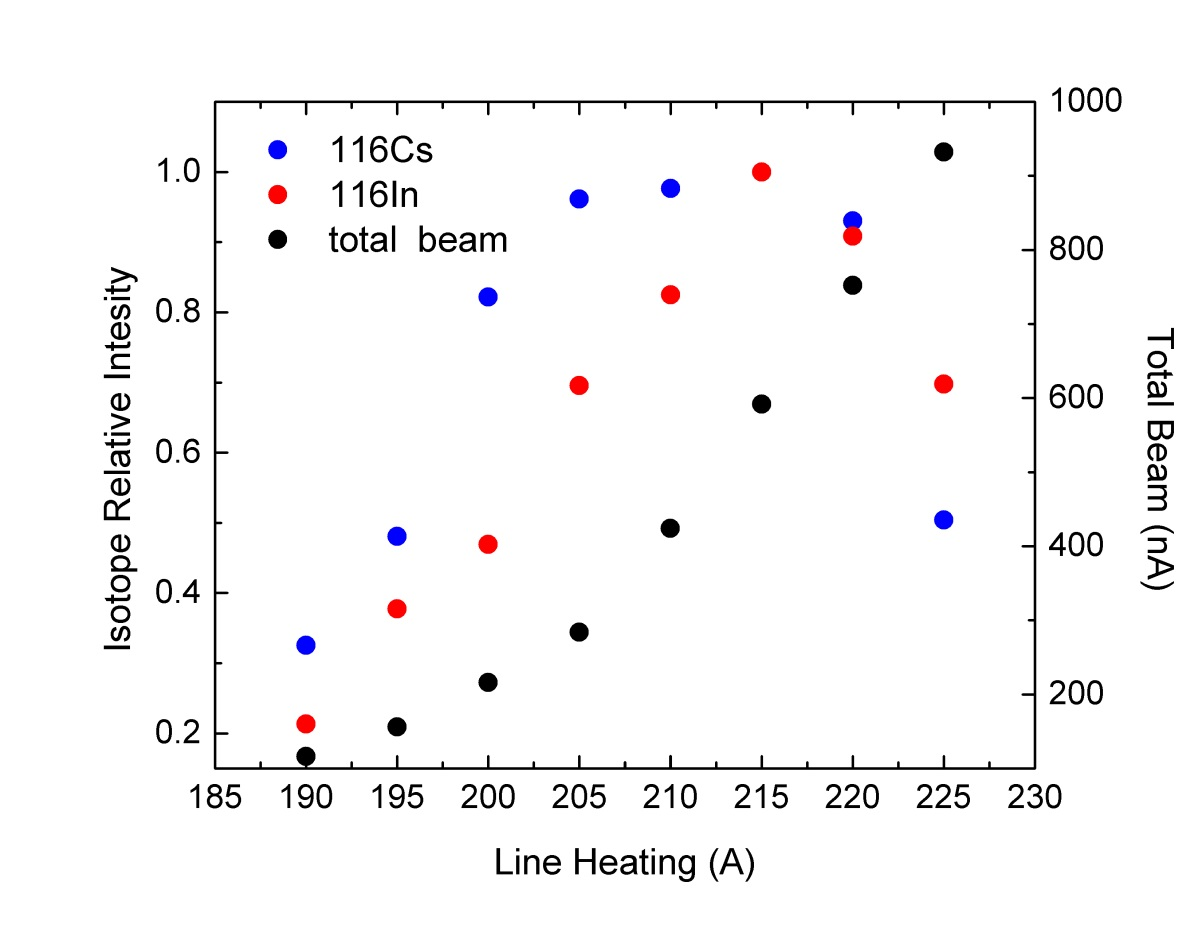 1000
116Cs
1.0
116In
total beam
800
0.8
600
0.6
400
0.4
200
0.2
Isotope Relative Intesity
Total Beam (nA)
185 190 195 200 205 210 215 220 225 230
Line Heating (A)